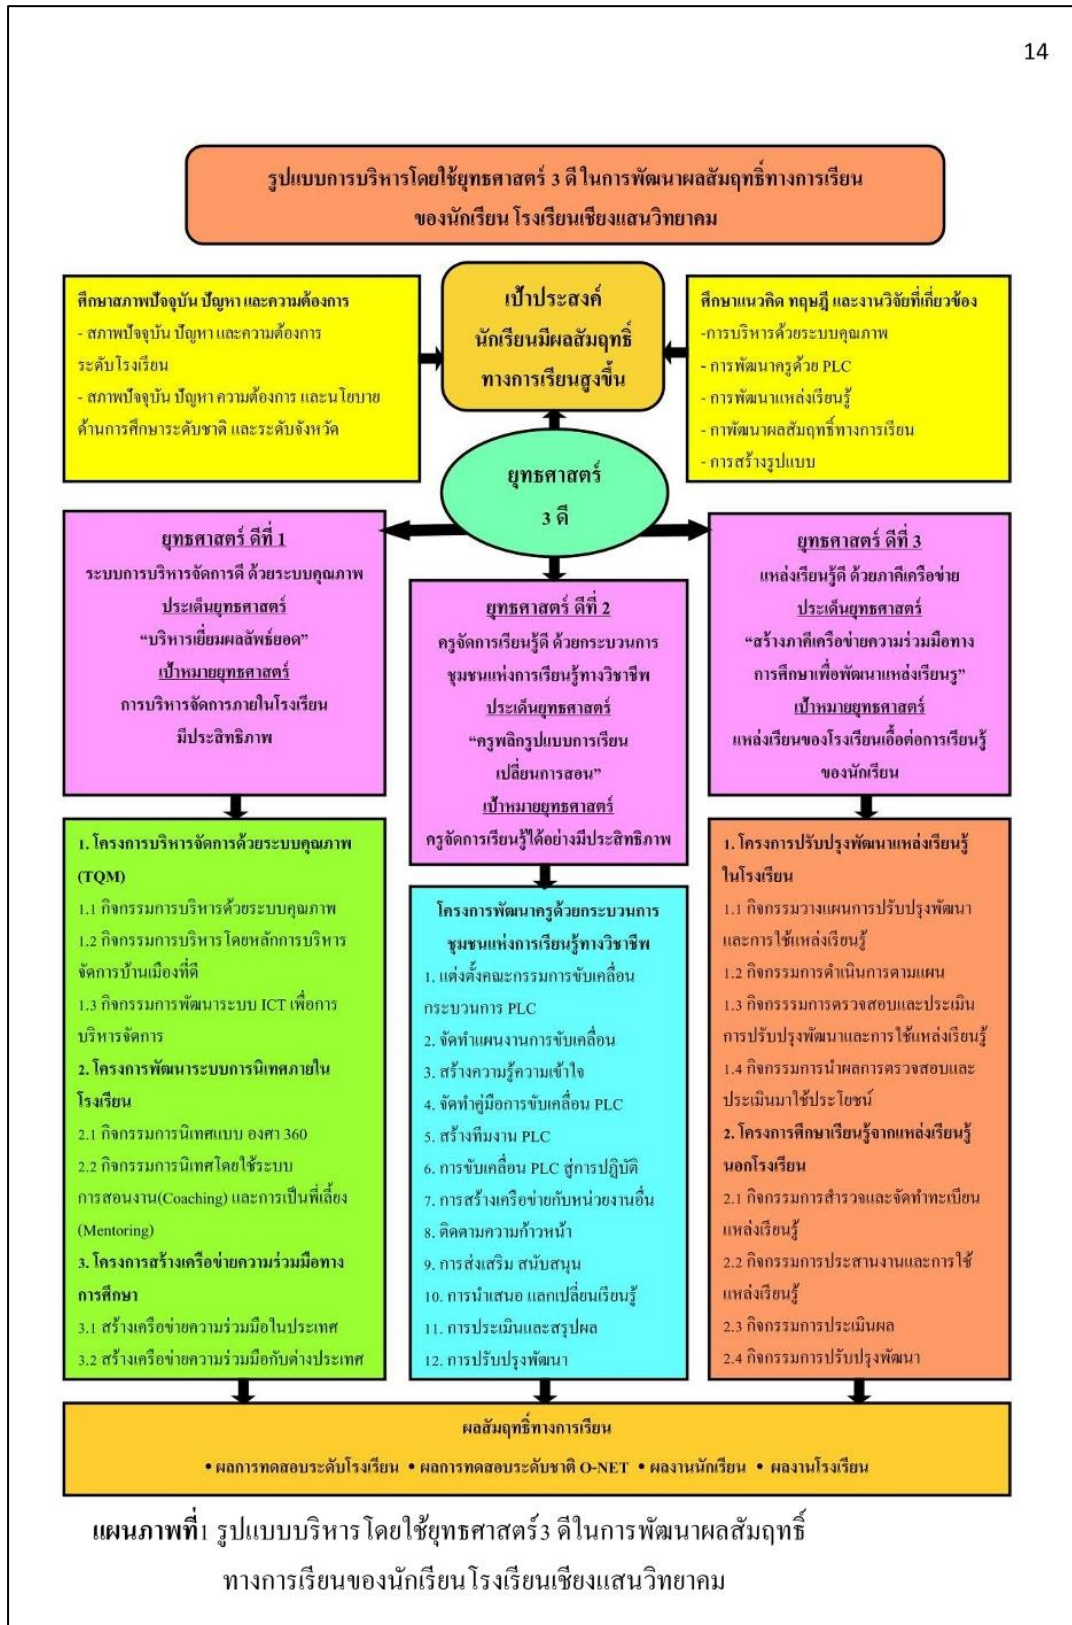 14
รูปแบบการบริหารโดยใช้ยุทธศาสตร์ 3 ดี ในการพัฒนาผลสัมฤทธิ์ทางการเรียน
ของนักเรียน โรงเรียนเชียงแสนวิทยาคม
ศึกษาสภาพปัจจุบัน ปัญหา และความต้องการ
- สภาพปัจจุบัน ปัญหา และความต้องการ
ระดับโรงเรียน
- สภาพปัจจุบัน ปัญหา ความต้องการ และนโยบาย
ด้านการศึกษาระดับชาติ และระดับจังหวัด
เป้าประสงค์
นักเรียนมีผลสัมฤทธิ์
ทางการเรียนสูงขึ้น
ศึกษาแนวคิด ทฤษฎี และงานวิจัยที่เกี่ยวข้อง
-การบริหารด้วยระบบคุณภาพ
- การพัฒนาครูด้วย PLC
- การพัฒนาแหล่งเรียนรู้
- กาพัฒนาผลสัมฤทธิ์ทางการเรียน
- การสร้างรูปแบบ
ยุทธศาสตร์
3 ดี
ยุทธศาสตร์ ดีที่ 1
ระบบการบริหารจัดการดี ด้วยระบบคุณภาพ
ประเด็นยุทธศาสตร์
“บริหารเยี่ยมผลลัพธ์ยอด”
เป้าหมายยุทธศาสตร์
การบริหารจัดการภายในโรงเรียน
มีประสิทธิภาพ
ยุทธศาสตร์ ดีที่ 2
ครูจัดการเรียนรู้ดี ด้วยกระบวนการ
ชุมชนแห่งการเรียนรู้ทางวิชาชีพ
ประเด็นยุทธศาสตร์
“ครูพลิกรูปแบบการเรียน
เปลี่ยนการสอน”
เป้าหมายยุทธศาสตร์
ครูจัดการเรียนรู้ได้อย่างมีประสิทธิภาพ
ยุทธศาสตร์ ดีที่ 3
แหล่งเรียนรู้ดี ด้วยภาคีเครือข่าย
ประเด็นยุทธศาสตร์
“สร้างภาคีเครือข่ายความร่วมมือทาง
การศึกษาเพื่อพัฒนาแหล่งเรียนรู”
เป้าหมายยุทธศาสตร์
แหล่งเรียนของโรงเรียนเอื้อต่อการเรียนรู้
ของนักเรียน
1. โครงการบริหารจัดการด้วยระบบคุณภาพ
(TQM)
1.1 กิจกรรมการบริหารด้วยระบบคุณภาพ
1.2 กิจกรรมการบริหารโดยหลักการบริหาร
จัดการบ้านเมืองที่ดี
1.3 กิจกรรมการพัฒนาระบบ ICT เพื่อการ
บริหารจัดการ
2. โครงการพัฒนาระบบการนิเทศภายใน
โรงเรียน
2.1 กิจกรรมการนิเทศแบบ องศา 360
2.2 กิจกรรมการนิเทศโดยใช้ระบบ
การสอนงาน(Coaching) และการเป็นพี่เลี้ยง
(Mentoring)
3. โครงการสร้างเครือข่ายความร่วมมือทาง
การศึกษา
3.1 สร้างเครือข่ายความร่วมมือในประเทศ
3.2 สร้างเครือข่ายความร่วมมือกับต่างประเทศ
โครงการพัฒนาครูด้วยกระบวนการ
ชุมชนแห่งการเรียนรู้ทางวิชาชีพ
1. แต่งตั้งคณะกรรมการขับเคลื่อน
กระบวนการ PLC
2. จัดทำแผนงานการขับเคลื่อน
3. สร้างความรู้ความเข้าใจ
4. จัดทำคู่มือการขับเคลื่อน PLC
5. สร้างทีมงาน PLC
6. การขับเคลื่อน PLC สู่การปฏิบัติ
7. การสร้างเครือข่ายกับหน่วยงานอื่น
8. ติดตามความก้าวหน้า
9. การส่งเสริม สนับสนุน
10. การนำเสนอ แลกเปลี่ยนเรียนรู้
11. การประเมินและสรุปผล
12. การปรับปรุงพัฒนา
1. โครงการปรับปรุงพัฒนาแหล่งเรียนรู้
ในโรงเรียน
1.1 กิจกรรมวางแผนการปรับปรุงพัฒนา
และการใช้แหล่งเรียนรู้
1.2 กิจกรรมการดำเนินการตามแผน
1.3 กิจกรรรมการตรวจสอบและประเมิน
การปรับปรุงพัฒนาและการใช้แหล่งเรียนรู้
1.4 กิจกรรมการนำผลการตรวจสอบและ
ประเมินมาใช้ประโยชน์
2. โครงการศึกษาเรียนรู้จากแหล่งเรียนรู้
นอกโรงเรียน
2.1 กิจกรรมการสำรวจและจัดทำทะเบียน
แหล่งเรียนรู้
2.2 กิจกรรมการประสานงานและการใช้
แหล่งเรียนรู้
2.3 กิจกรรมการประเมินผล
2.4 กิจกรรมการปรับปรุงพัฒนา
ผลสัมฤทธิ์ทางการเรียน
• ผลการทดสอบระดับโรงเรียน • ผลการทดสอบระดับชาติ O-NET • ผลงานนักเรียน • ผลงานโรงเรียน
แผนภาพที่1 รูปแบบบริหารโดยใช้ยุทธศาสตร์3 ดีในการพัฒนาผลสัมฤทธิ์
ทางการเรียนของนักเรียนโรงเรียนเชียงแสนวิทยาคม